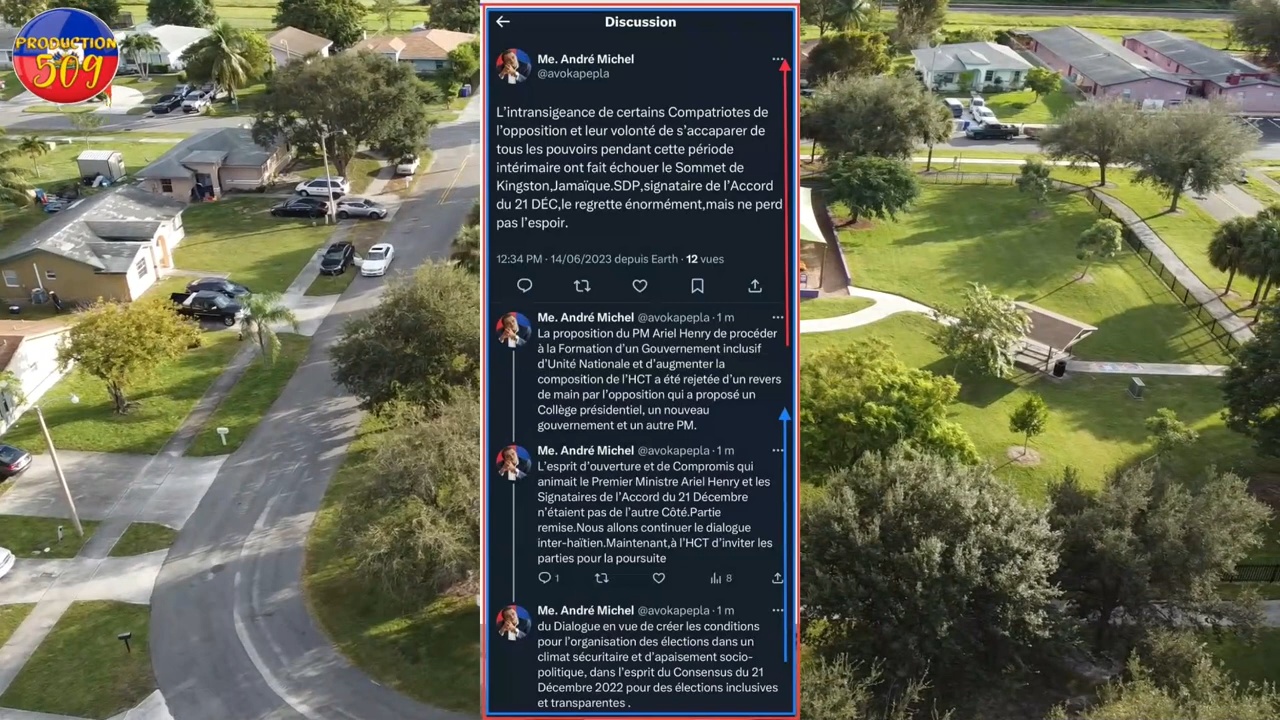 PRODUCTION
509
Discussion
Me. André Michel
@avokapepla
L'intransigeance de certains Compatriotes de
l'opposition et leur volonté de s'accaparer de
tous les pouvoirs pendant cette période
intérimaire ont fait échouer le Sommet de
Kingston,Jamaïque.SDP,signataire de l'Accord
du 21 DÉC,le regrette énormément,mais ne perd
pas l'espoir.
12:34 PM · 14/06/2023 depuis Earth · 12 vues
Me. André Michel @avokapepla · 1 m
La proposition du PM Ariel Henry de procéder
à la Formation d'un Gouvernement inclusif
d'Unité Nationale et d'augmenter la
composition de l'HCT a été rejetée d'un revers
de main par l'opposition qui a proposé un
Collège présidentiel, un nouveau
gouvernement et un autre PM.
Me. André Michel @avokapepla · 1 m
L'esprit d'ouverture et de Compromis qui
animait le Premier Ministre Ariel Henry et les
Signataires de l'Accord du 21 Décembre
n'étaient pas de l'autre Côté.Partie
remise.Nous allons continuer le dialogue
inter-haïtien.Maintenant,à l'HCT d'inviter les
parties pour la poursuite
1 8
Me. André Michel @avokapepla · 1 m
du Dialogue en vue de créer les conditions
pour l'organisation des élections dans un
climat sécuritaire et d'apaisement socio-
politique, dans l'esprit du Consensus du 21
Décembre 2022 pour des élections inclusives
et transparentes .